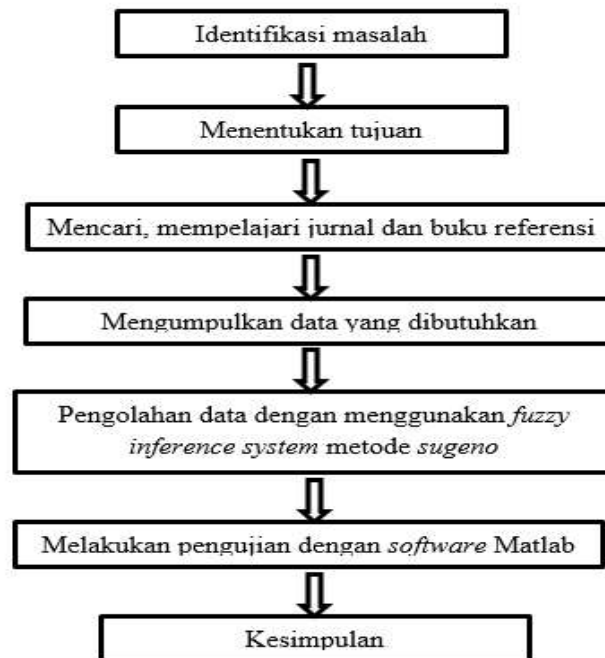 Identifikasi masalah
Menentukan tujuan
Mencari, mempelajari jurnal dan buku referensi
Mengumpulkan data yang dibutuhkan
Pengolahan data dengan menggunakan fuzzy
inference system metode sugeno
Melakukan pengujian dengan software Matlab
Kesimpulan